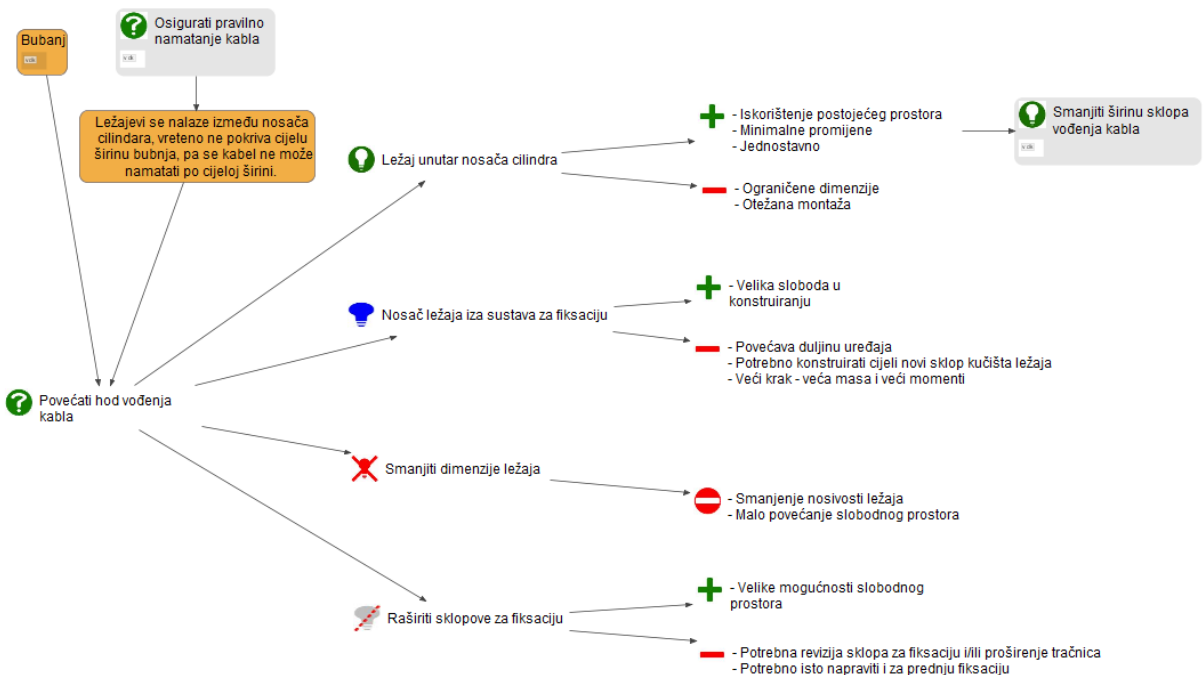 Bubanj
Osigurati pravilno
namatanje kabla
Ležajevi se nalaze između nosača
cilindara, vreteno ne pokriva cijelu
širinu bubnja, pa se kabel ne može
namatati po cijeloj širini.
Povećati hod vođenja
kabla
Ležaj unutar nosača cilindra
- Iskorištenje postojećeg prostora
- Minimalne promijene
- Jednostavno
Smanjiti širinu sklopa
vođenja kabla
- Ograničene dimenzije
- Otežana montaža
Nosač ležaja iza sustava za fiksaciju
- Velika sloboda u
konstruiranju
- Povećava duljinu uređaja
- Potrebno konstruirati cijeli novi sklop kučišta ležaja
- Veći krak - veća masa i veći momenti
Smanjiti dimenzije ležaja
- Smanjenje nosivosti ležaja
- Malo povećanje slobodnog prostora
Raširiti sklopove za fiksaciju
- Velike mogućnosti slobodnog
prostora
- Potrebna revizija sklopa za fiksaciju i/ili proširenje tračnica
- Potrebno isto napraviti i za prednju fiksaciju